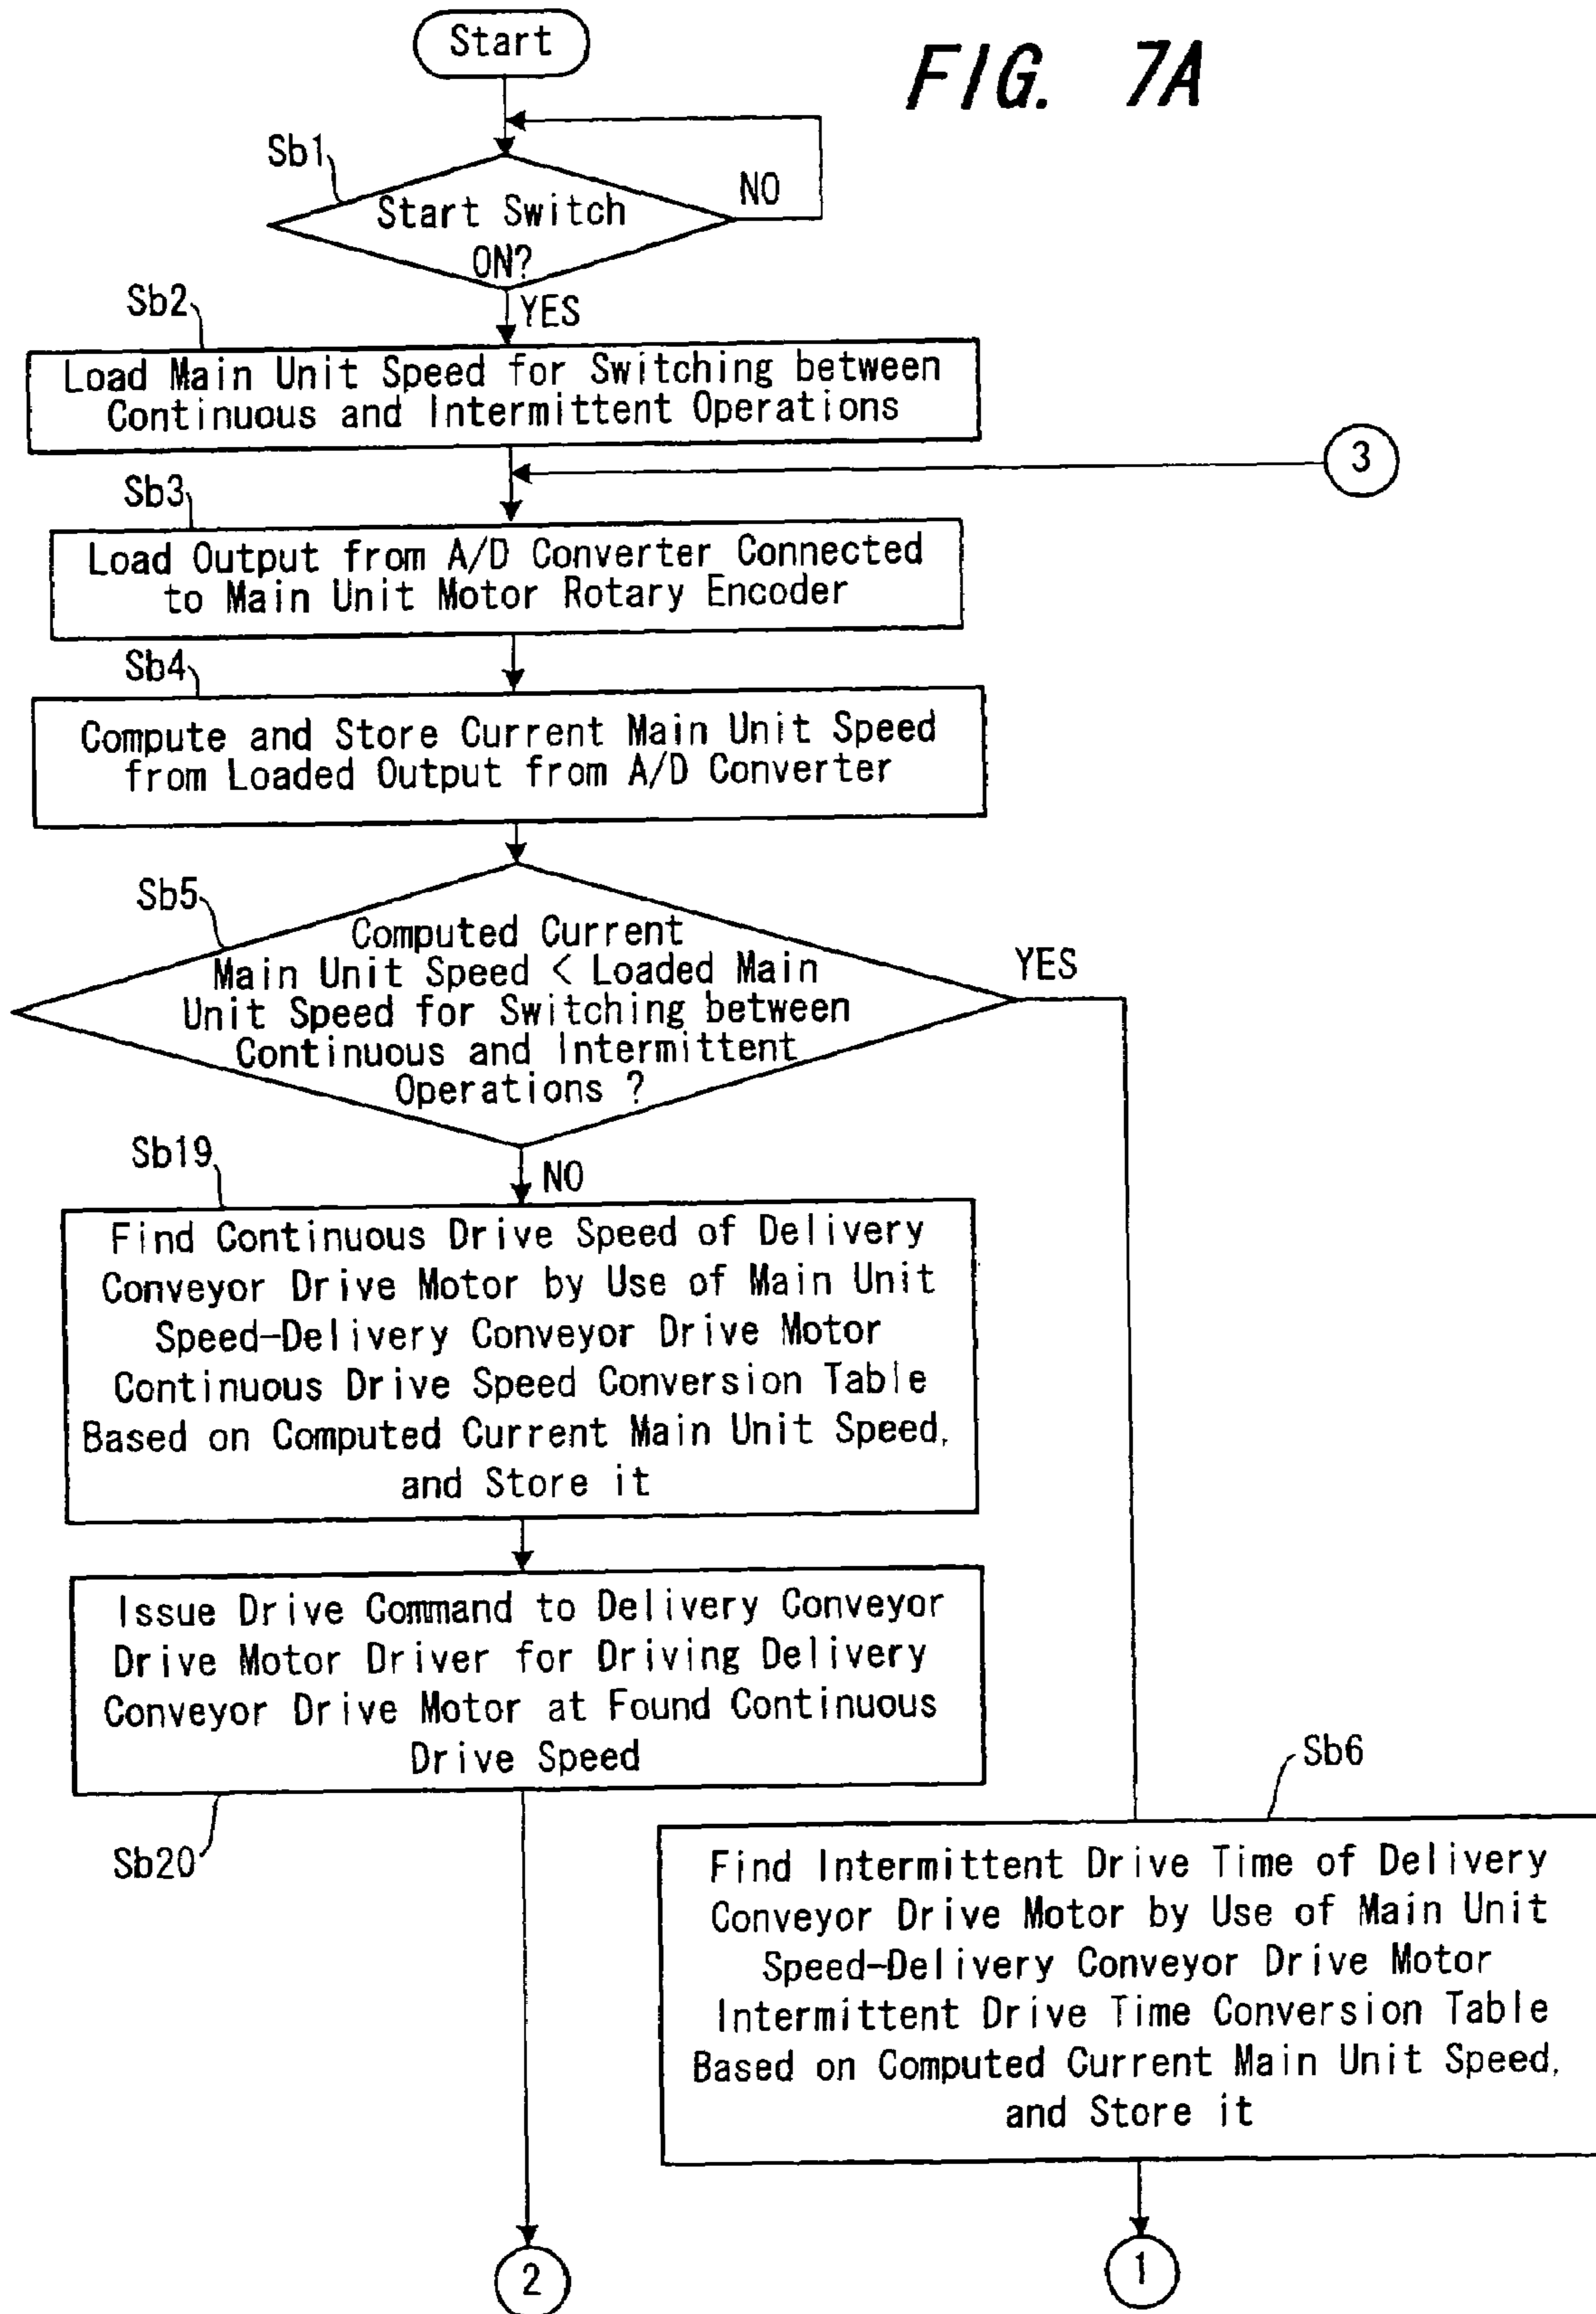 FIG. 7A
Start
Sb1
Start Switch
ON?
NO
YES
Sb2
Load Main Unit Speed for Switching between
Continuous and Intermittent Operations
3
Sb3
Load Output from A/D Converter Connected
to Main Unit Motor Rotary Encoder
Sb4
Compute and Store Current Main Unit Speed
from Loaded Output from A/D Converter
Sb5
Computed Current
Main Unit Speed < Loaded Main
Unit Speed for Switching between
Continuous and Intermittent
Operations ?
YES
NO
Sb19
Find Continuous Drive Speed of Delivery
Conveyor Drive Motor by Use of Main Unit
Speed-Delivery Conveyor Drive Motor
Continuous Drive Speed Conversion Table
Based on Computed Current Main Unit Speed,
and Store it
Issue Drive Command to Delivery Conveyor
Drive Motor Driver for Driving Delivery
Conveyor Drive Motor at Found Continuous
Drive Speed
Sb20
Sb6
Find Intermittent Drive Time of Delivery
Conveyor Drive Motor by Use of Main Unit
Speed-Delivery Conveyor Drive Motor
Intermittent Drive Time Conversion Table
Based on Computed Current Main Unit Speed,
and Store it
2
1